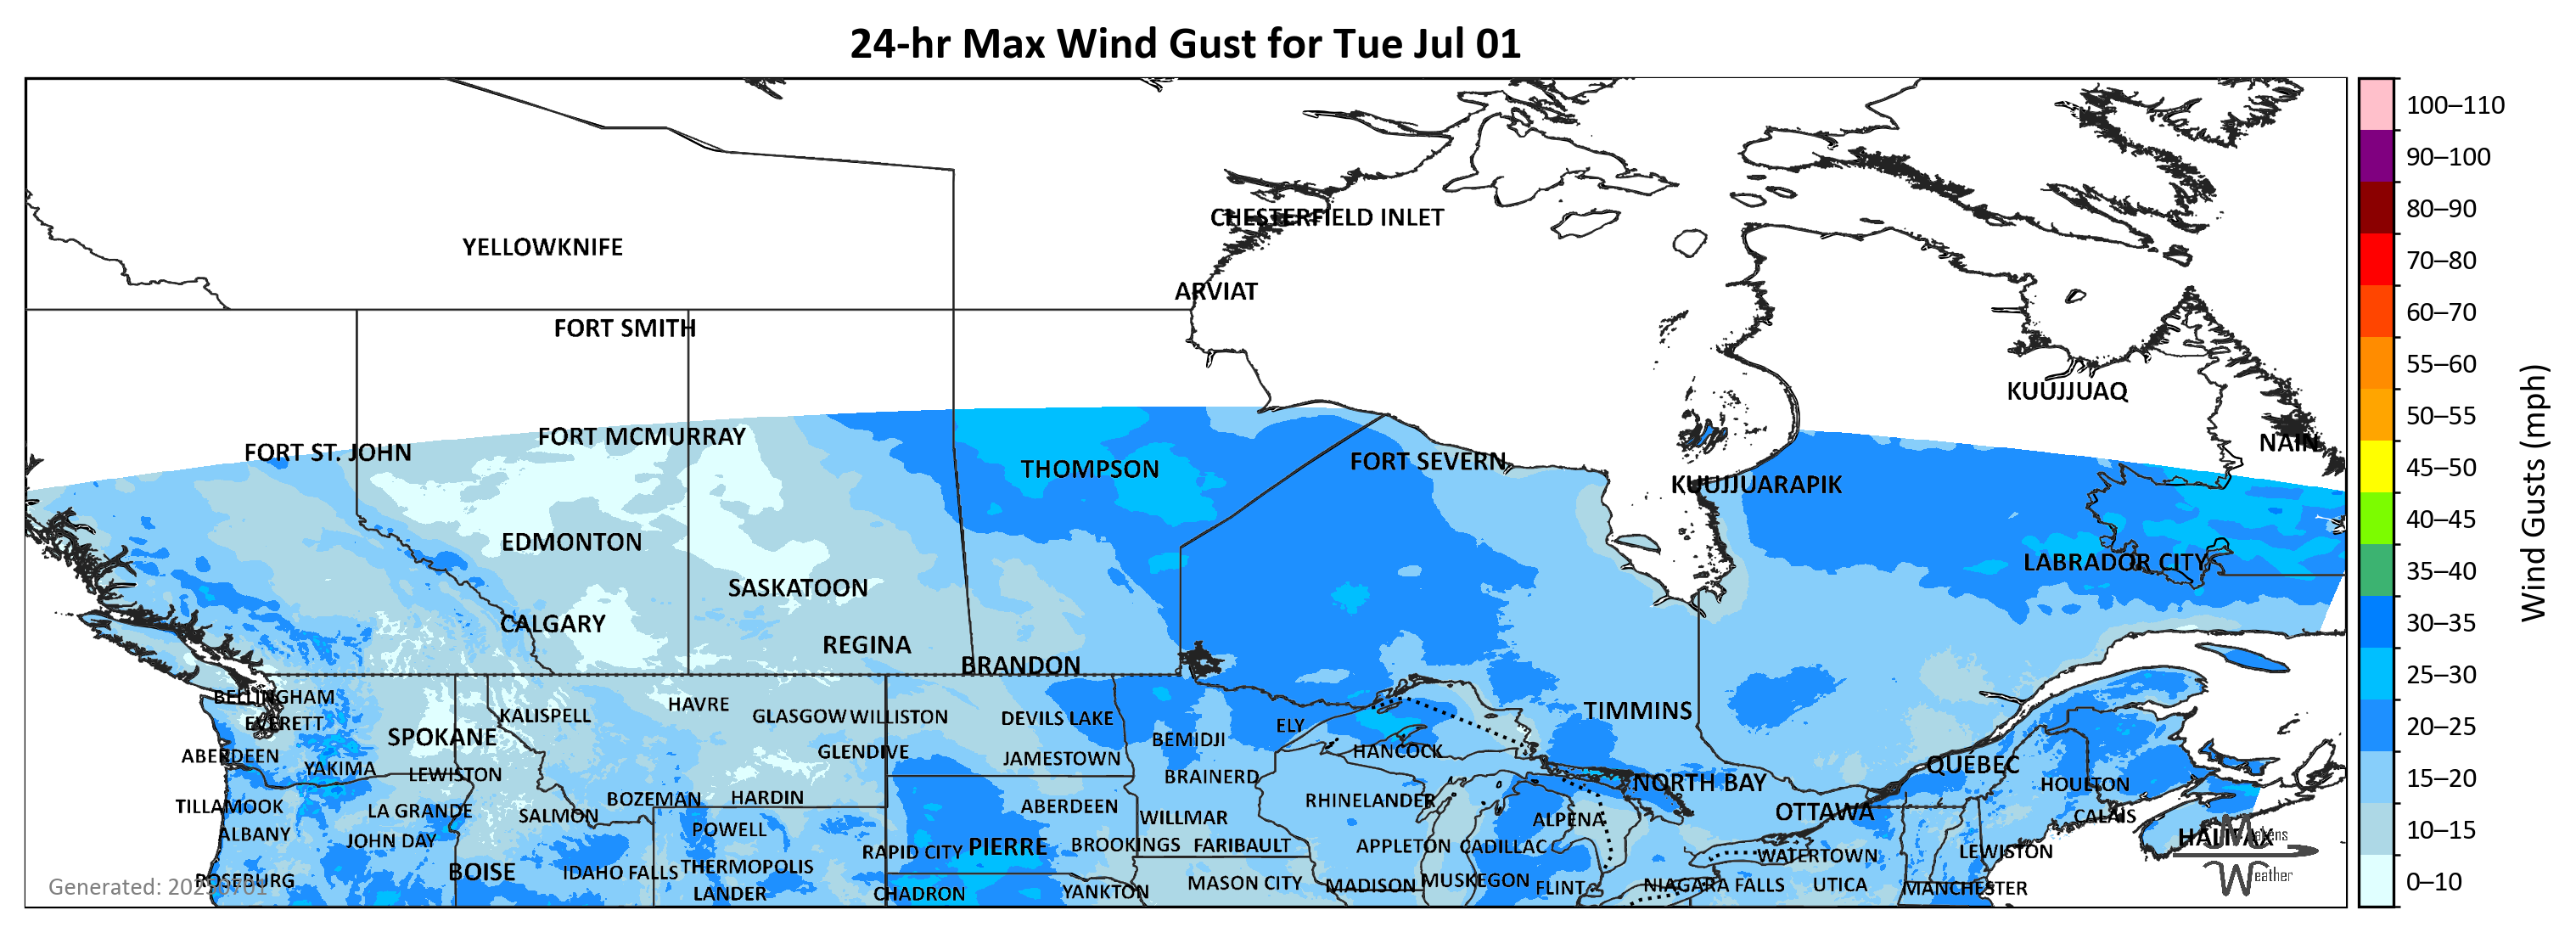 24-hr Max Wind Gust for Tue Jul 01
CHESTERFIELD INLET
YELLOWKNIFE
ARVIAT
FORT SMITH
KUUJJUAQ
FORT MCMURRAY
NAIN
FORT ST. JOHN
FORT SEVERN
THOMPSON
KUUJJUARAPIK
EDMONTON
LABRADOR CITY
SASKATOON
CALGARY
REGINA
BRANDON
BELLINGHAM
HAVRE
TIMMINS
KALISPELL
GLASGOW WILLISTON
DEVILS LAKE
EVERETT
ELY
SPOKANE
BEMIDJI
GLENDIVE
HANCOCK
ABERDEEN
JAMESTOWN
QUEBEC
YAKIMA
LEWISTON
BRAINERD
NORTH BAY
HOULTON
BOZEMAN
HARDIN
RHINELANDER
TILLAMOOK
ABERDEEN
LA GRANDE
OTTAWA
SALMON
WILLMAR
CALAIS
ALPENA
POWELL
ALBANY
HALIFAX
Matens
JOHN DAY
PIERRE
BROOKINGS
FARIBAULT
APPLETON
CADILLAC
RAPID CITY
LEWISTON
WATERTOWN
THERMOPOLIS
BOISE
IDAHO FALLS
Weather
ROSEBURG
MUSKEGON
MASON CITY
MADISON
NIAGARA FALLS
UTICA
FLINT
MANCHESTER
YANKTON
LANDER
CHADRON
Generated: 20250701
100–110
90–100
80–90
70–80
60–70
55–60
50–55
45–50
40–45
35–40
30–35
25–30
20–25
15–20
10–15
0–10
Wind Gusts (mph)